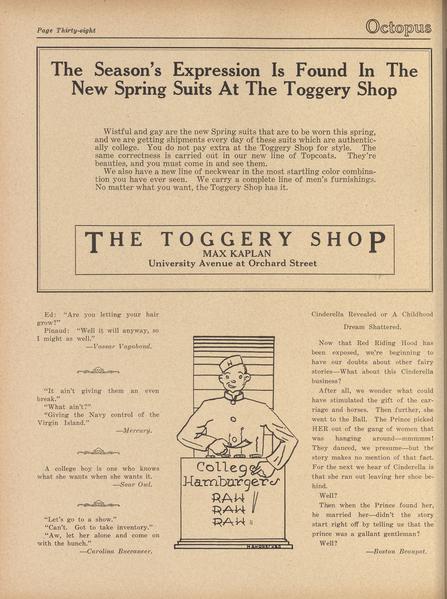 Page Thirty-eight
Octopus
The Season's Expression Is Found In The
New Spring Suits At The Toggery Shop
Wistful and gay are the new Spring suits that are to be worn this spring,
and we are getting shipments every day of these suits which are authentic-
ally college. You do not pay extra at the Toggery Shop for style. The
same correctness is carried out in our new line of Topcoats. They're
beauties, and you must come in and see them.
We also have a new line of neckwear in the most startling color combina-
tion you have ever seen. We carry a complete line of men's furnishings.
No matter what you want, the Toggery Shop has it.
THE TOGGERY SHOP
MAX KAPLAN
University Avenue at Orchard Street
Ed: "Are you letting your hair
grow?"
Pinaud: "Well it will anyway, so
I might as well."
—Vassar Vagabond.
"It ain't giving them an even
break."
"What ain't?"
"Giving the Navy control of the
Virgin Island."
—Mercury.
A college boy is one who knows
what she wants when she wants it.
—Sour Owl.
"Let's go to a show."
"Can't. Got to take inventory."
"Aw, let her alone and come on
with the bunch."
—Carolina Buccaneer.
H
College
Hamburgers
RAW
RAW
RAW
Cinderella Revealed or A Childhood
Dream Shattered.
Now that Red Riding Hood has
been exposed, we're beginning to
have our doubts about other fairy
stories—What about this Cinderella
business?
After all, we wonder what could
have stimulated the gift of the car-
riage and horses. Then further, she
went to the Ball. The Prince picked
HER out of the gang of women that
was hanging around—mmmmm!
They danced, we presume—but the
story makes no mention of that fact.
For the next we hear of Cinderella is
that she ran out leaving her shoe be-
hind.
Well?
Then when the Prince found her,
he married her—didn't the story
start right off by telling us that the
prince was a gallant gentleman?
Well?
—Boston Beanpot.